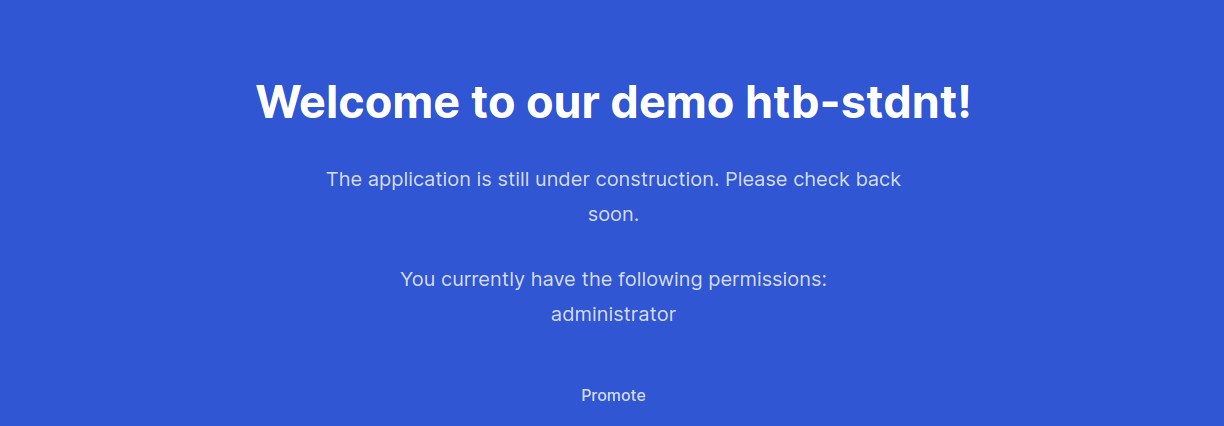 Welcome to our demo htb-stdnt!
The application is still under construction. Please check back
soon.
You currently have the following permissions:
administrator
Promote